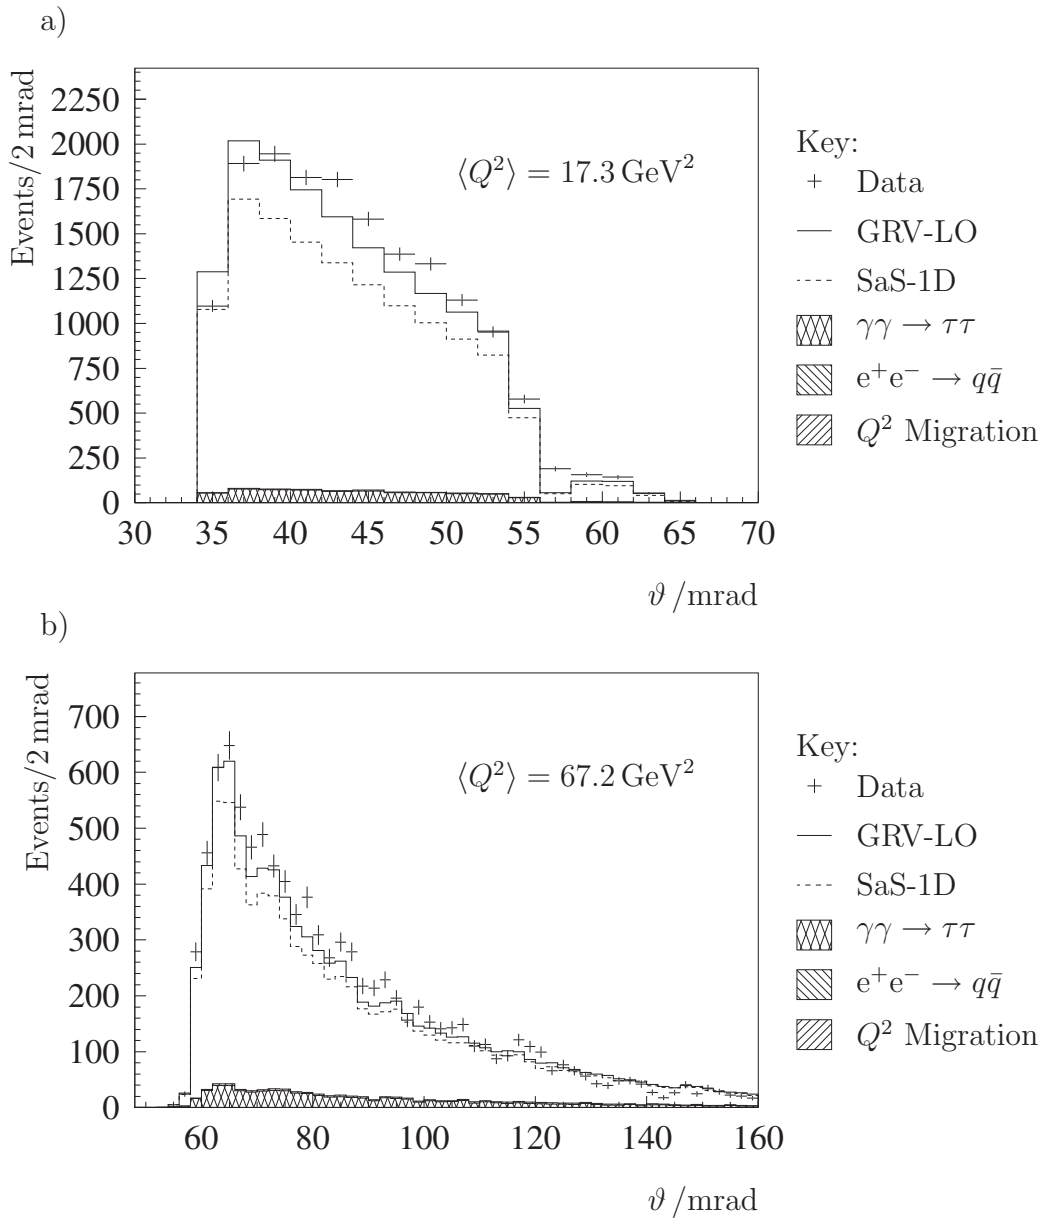 a)
Events/2 mrad
2250
2000
1750
1500
1250
1000
750
500
250
0
30 35 40 45 50 55 60 65 70
ϑ /mrad
⟨Q²⟩ = 17.3 GeV²
Key:
Data
GRV-LO
SaS-1D
γγ → ττ
e⁺e⁻ → qq̄
Q² Migration
b)
Events/2 mrad
700
600
500
400
300
200
100
0
60 80 100 120 140 160
ϑ /mrad
⟨Q²⟩ = 67.2 GeV²
Key:
Data
GRV-LO
SaS-1D
γγ → ττ
e⁺e⁻ → qq̄
Q² Migration